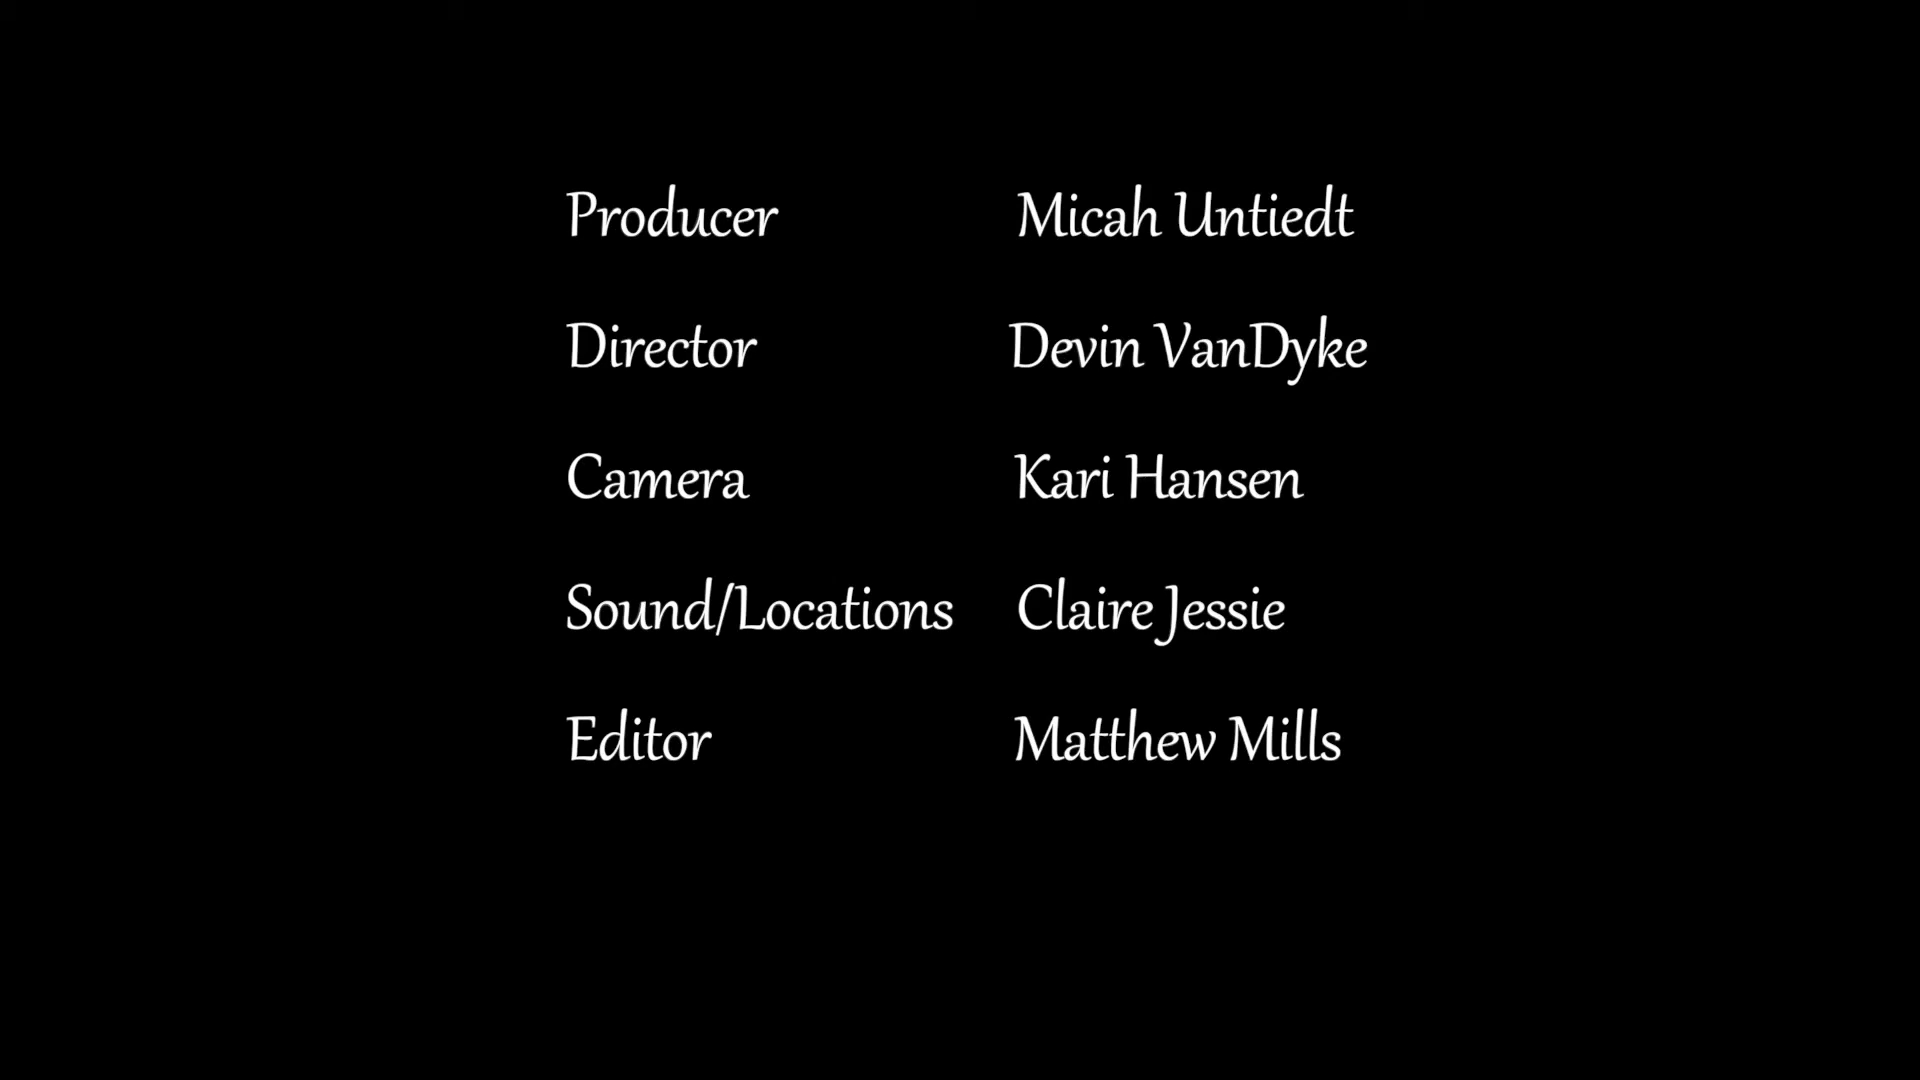 Producer Micah Untiedt
Director Devin VanDyke
Camera Kari Hansen
Sound/Locations Claire Jessie
Editor Matthew Mills